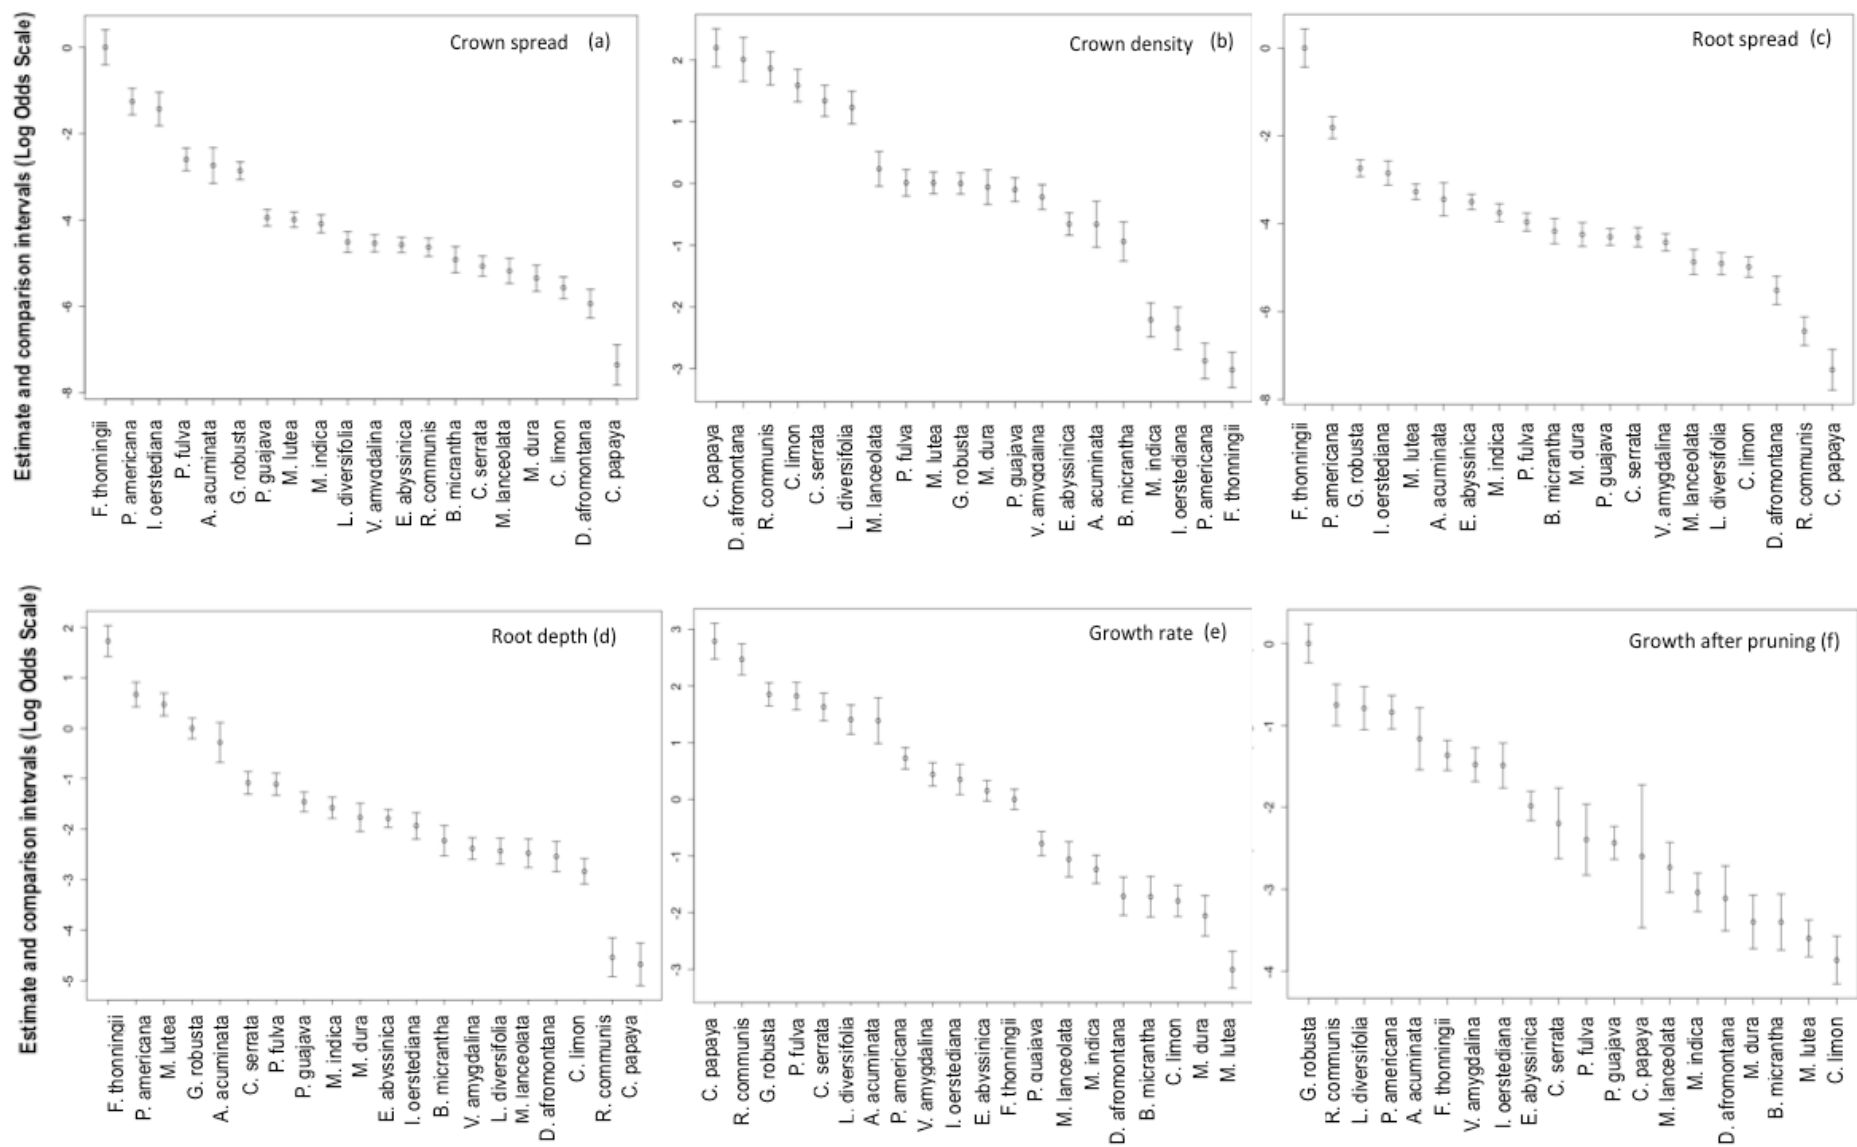 Estimate and comparison intervals (Log Odds Scale)
Crown spread (a)
0
-2
-4
-6
-8
F. thonningii
P. americana
I. oerstediana
P. fulva
A. acuminata
G. robusta
P. guajava
M. lutea
M. indica
L. diversifolia
V. amygdalina
E. abyssinica
R. communis
B. micrantha
C. serrata
M. lanceolata
M. dura
C. limon
D. afromontana
C. papaya
Crown density (b)
2
1
0
-1
-2
-3
C. papaya
D. afromontana
R. communis
C. limon
C. serrata
L. diversifolia
M. lanceolata
P. fulva
M. lutea
G. robusta
M. dura
P. guajava
V. amygdalina
E. abyssinica
A. acuminata
B. micrantha
M. indica
I. oerstediana
P. americana
F. thonningii
Root spread (c)
0
-2
-4
-6
-8
F. thonningii
P. americana
G. robusta
I. oerstediana
M. lutea
A. acuminata
E. abyssinica
M. indica
P. fulva
B. micrantha
M. dura
P. guajava
C. serrata
V. amygdalina
M. lanceolata
L. diversifolia
C. limon
D. afromontana
R. communis
C. papaya
Estimate and comparison intervals (Log Odds Scale)
Root depth (d)
2
1
0
-1
-2
-3
-4
-5
F. thonningii
P. americana
M. lutea
G. robusta
A. acuminata
C. serrata
P. fulva
P. guajava
M. indica
M. dura
E. abyssinica
I. oerstediana
B. micrantha
V. amygdalina
L. diversifolia
M. lanceolata
D. afromontana
C. limon
R. communis
C. papaya
Growth rate (e)
3
2
1
0
-1
-2
-3
C. papaya
R. communis
G. robusta
P. fulva
C. serrata
L. diversifolia
A. acuminata
P. americana
V. amygdalina
I. oerstediana
E. abyssinica
F. thonningii
P. guajava
M. lanceolata
M. indica
D. afromontana
B. micrantha
C. limon
M. dura
M. lutea
Growth after pruning (f)
0
-1
-2
-3
-4
G. robusta
R. communis
L. diversifolia
P. americana
A. acuminata
F. thonningii
V. amygdalina
I. oerstediana
E. abyssinica
C. serrata
P. fulva
P. guajava
C. papaya
M. lanceolata
M. indica
D. afromontana
M. dura
B. micrantha
M. lutea
C. limon